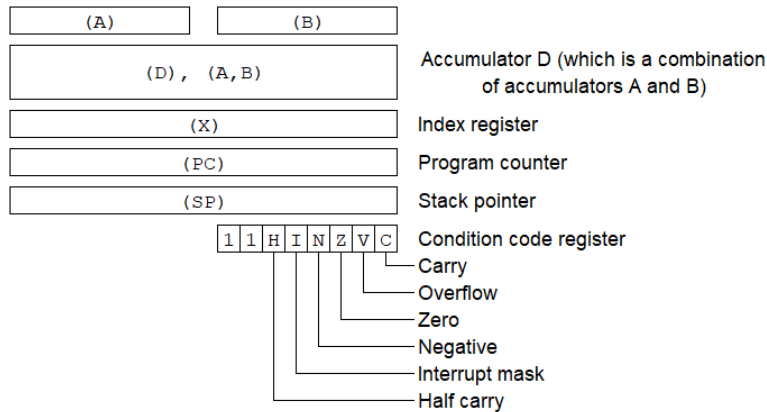 (A) (B)
(D), (A,B) Accumulator D (which is a combination
of accumulators A and B)
(X) Index register
(PC) Program counter
(SP) Stack pointer
1 1 H I N Z V C Condition code register
Carry
Overflow
Zero
Negative
Interrupt mask
Half carry